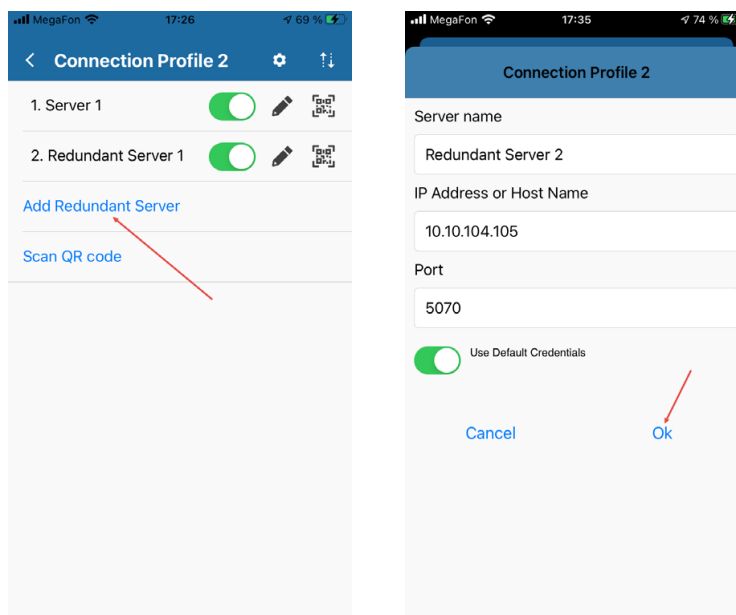 MegaFon 17:26 69 %
Connection Profile 2
1. Server 1
2. Redundant Server 1
Add Redundant Server
Scan QR code
MegaFon 17:35 74 %
Connection Profile 2
Server name
Redundant Server 2
IP Address or Host Name
10.10.104.105
Port
5070
Use Default Credentials
Cancel Ok